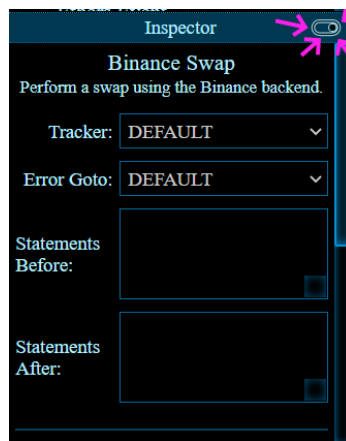 Inspector
Binance Swap
Perform a swap using the Binance backend.
Tracker: DEFAULT
Error Goto: DEFAULT
Statements
Before:
Statements
After: